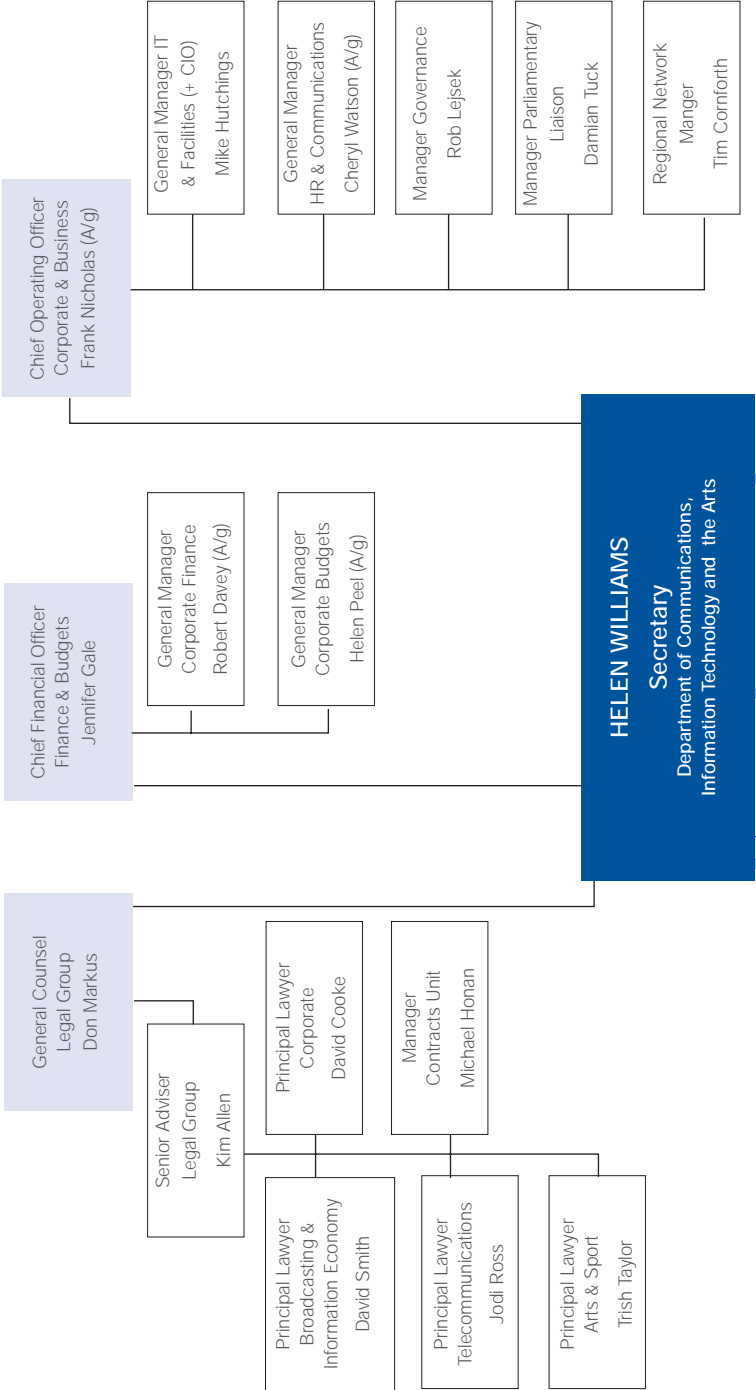 General Counsel
Legal Group
Don Markus
Senior Adviser
Legal Group
Kim Allen
Principal Lawyer
Broadcasting &
Information Economy
David Smith
Principal Lawyer
Corporate
David Cooke
Principal Lawyer
Telecommunications
Jodi Ross
Manager
Contracts Unit
Michael Honan
Principal Lawyer
Arts & Sport
Trish Taylor
Chief Financial Officer
Finance & Budgets
Jennifer Gale
General Manager
Corporate Finance
Robert Davey (A/g)
General Manager
Corporate Budgets
Helen Peel (A/g)
Chief Operating Officer
Corporate & Business
Frank Nicholas (A/g)
General Manager IT
& Facilities (+ CIO)
Mike Hutchings
General Manager
HR & Communications
Cheryl Watson (A/g)
Manager Governance
Rob Lejsek
Manager Parliamentary
Liaison
Damian Tuck
Regional Network
Manger
Tim Cornforth
HELEN WILLIAMS
Secretary
Department of Communications,
Information Technology and the Arts